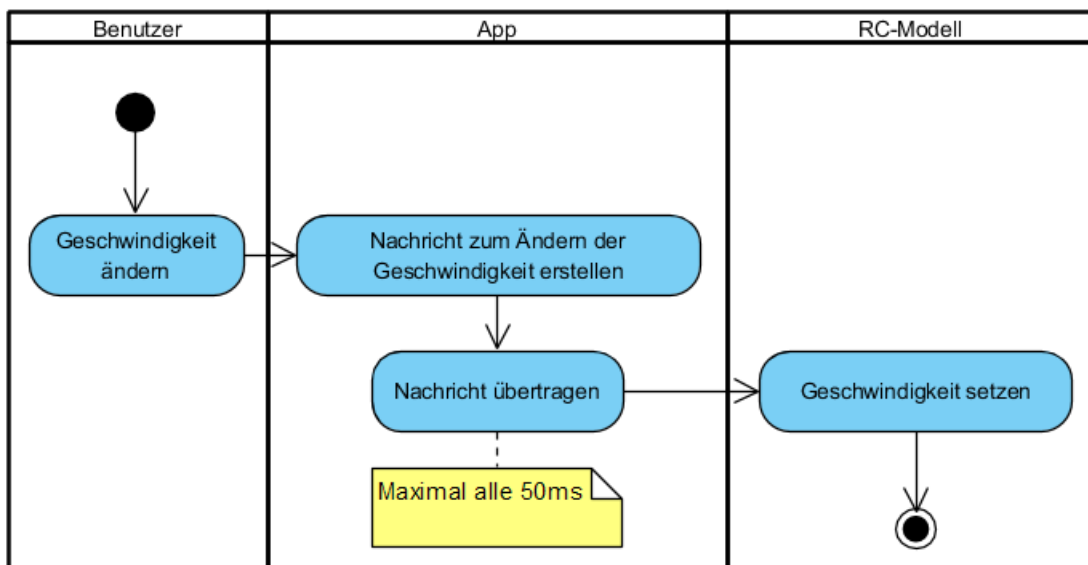 Benutzer
App
RC-Modell
Geschwindigkeit
ändern
Nachricht zum Ändern der
Geschwindigkeit erstellen
Nachricht übertragen
Geschwindigkeit setzen
Maximal alle 50ms